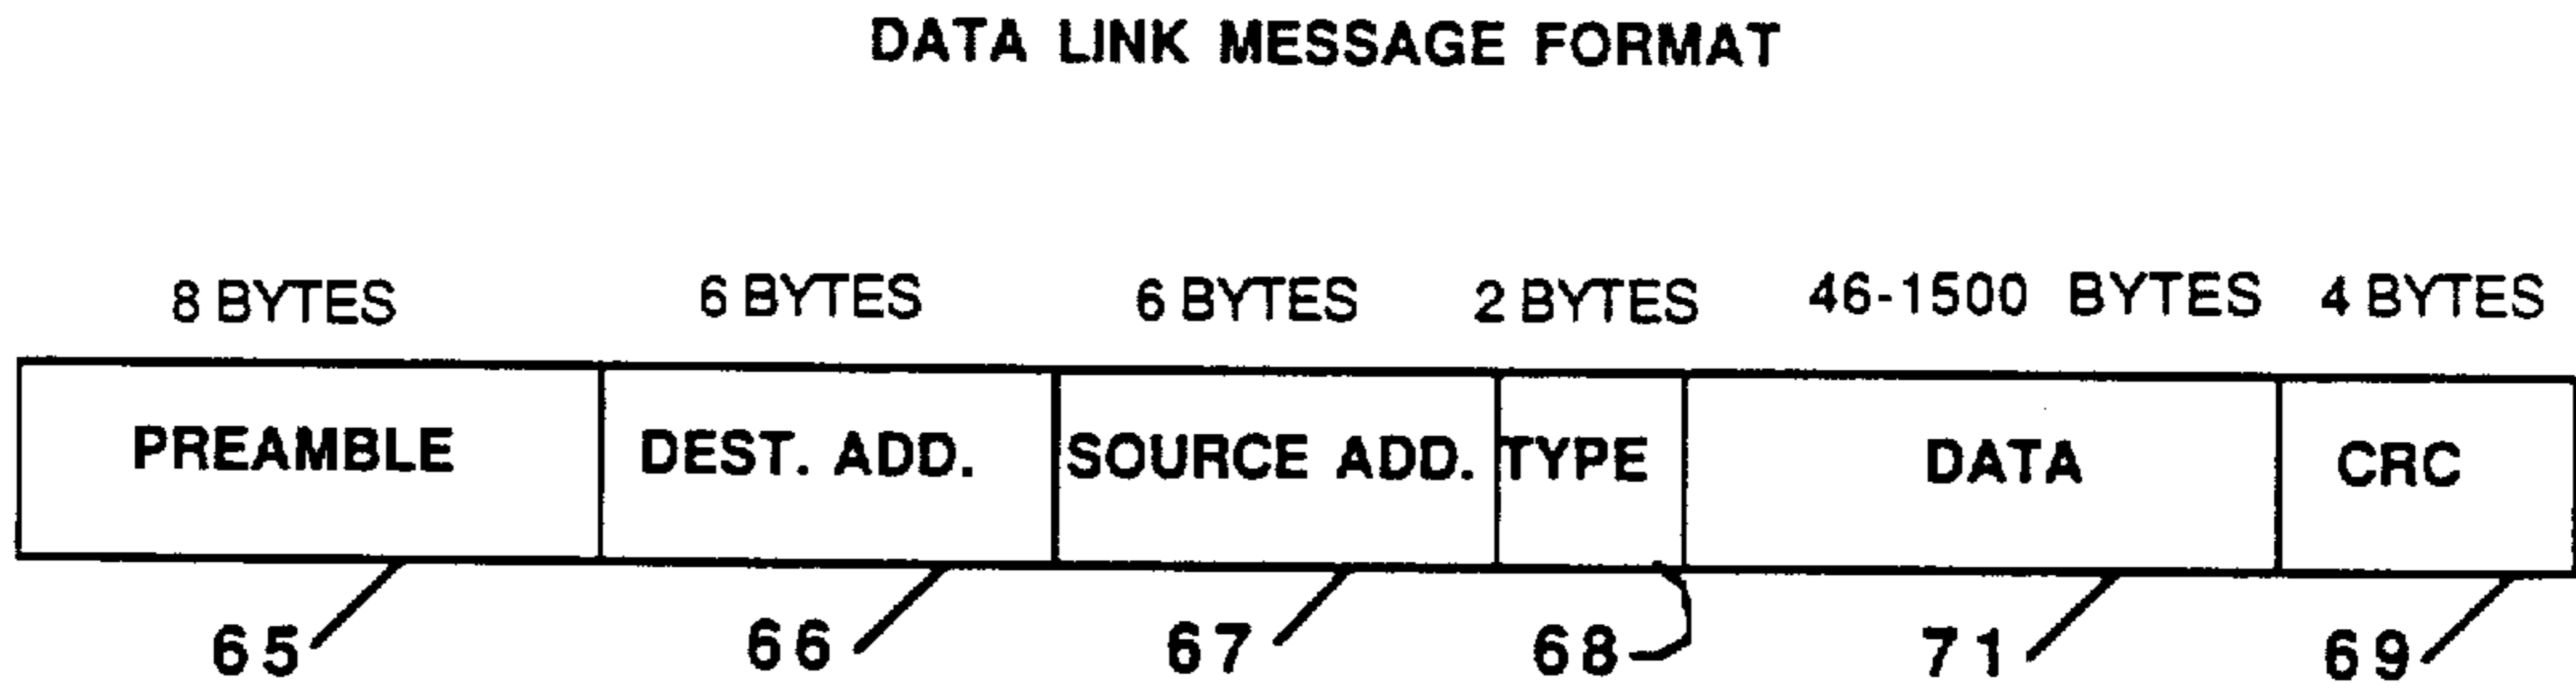 DATA LINK MESSAGE FORMAT
8 BYTES 6 BYTES 6 BYTES 2 BYTES 46-1500 BYTES 4 BYTES
PREAMBLE DEST. ADD. SOURCE ADD. TYPE DATA CRC
65 66 67 68 71 69